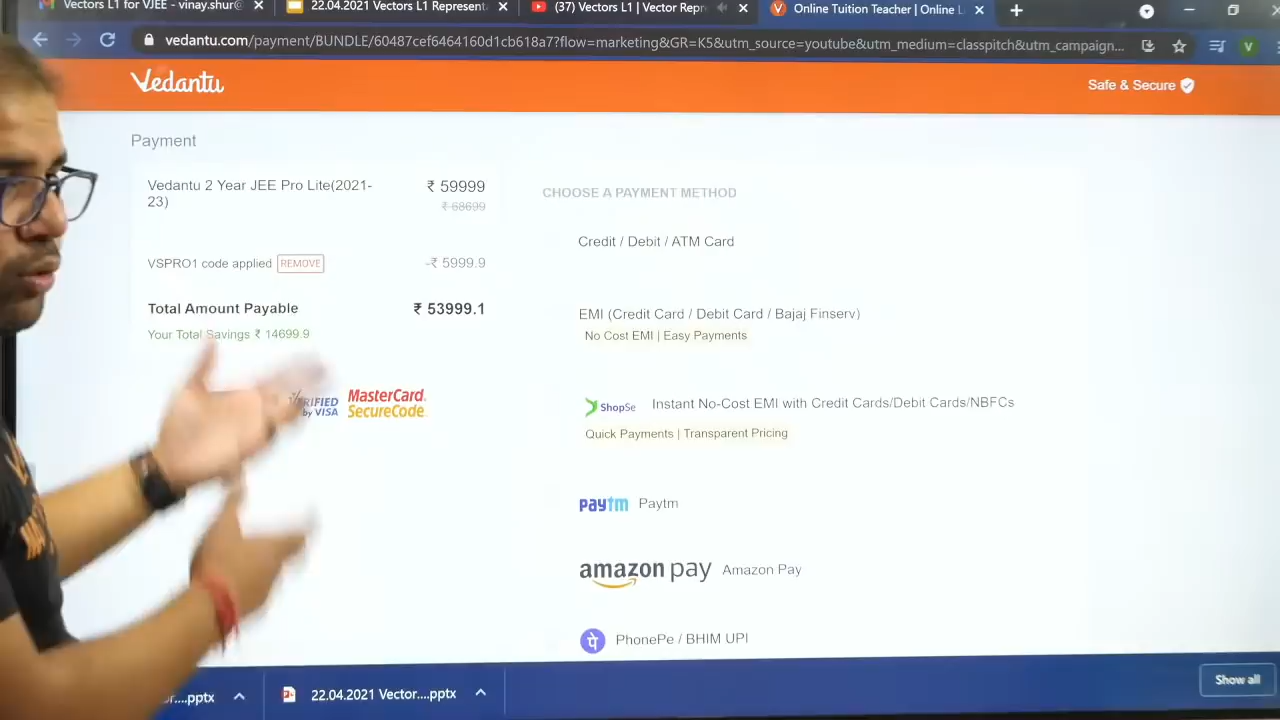 Vectors L1 for VJEE - vinay.shur@
22.04.2021 Vectors L1 Represent
(37) Vectors L1 | Vector Repr
Online Tuition Teacher | Online L
vedantu.com/payment/BUNDLE/60487cef6464160d1cb618a7?flow=marketing&GR=K5&utm_source=youtube&utm_medium=classpitch&utm_campaign...
V
Vedantu
Safe & Secure
Payment
Vedantu 2 Year JEE Pro Lite(2021-
23)
₹ 59999
₹ 68699
VSPRO1 code applied REMOVE
-₹ 5999.9
Total Amount Payable
₹ 53999.1
Your Total Savings ₹ 14699.9
VERIFIED
by VISA
MasterCard.
SecureCode.
CHOOSE A PAYMENT METHOD
Credit / Debit / ATM Card
EMI (Credit Card / Debit Card / Bajaj Finserv)
No Cost EMI | Easy Payments
ShopSe Instant No-Cost EMI with Credit Cards/Debit Cards/NBFCs
Quick Payments | Transparent Pricing
paytm Paytm
amazon pay Amazon Pay
पे PhonePe / BHIM UPI
or....pptx
22.04.2021 Vector....pptx
Show all